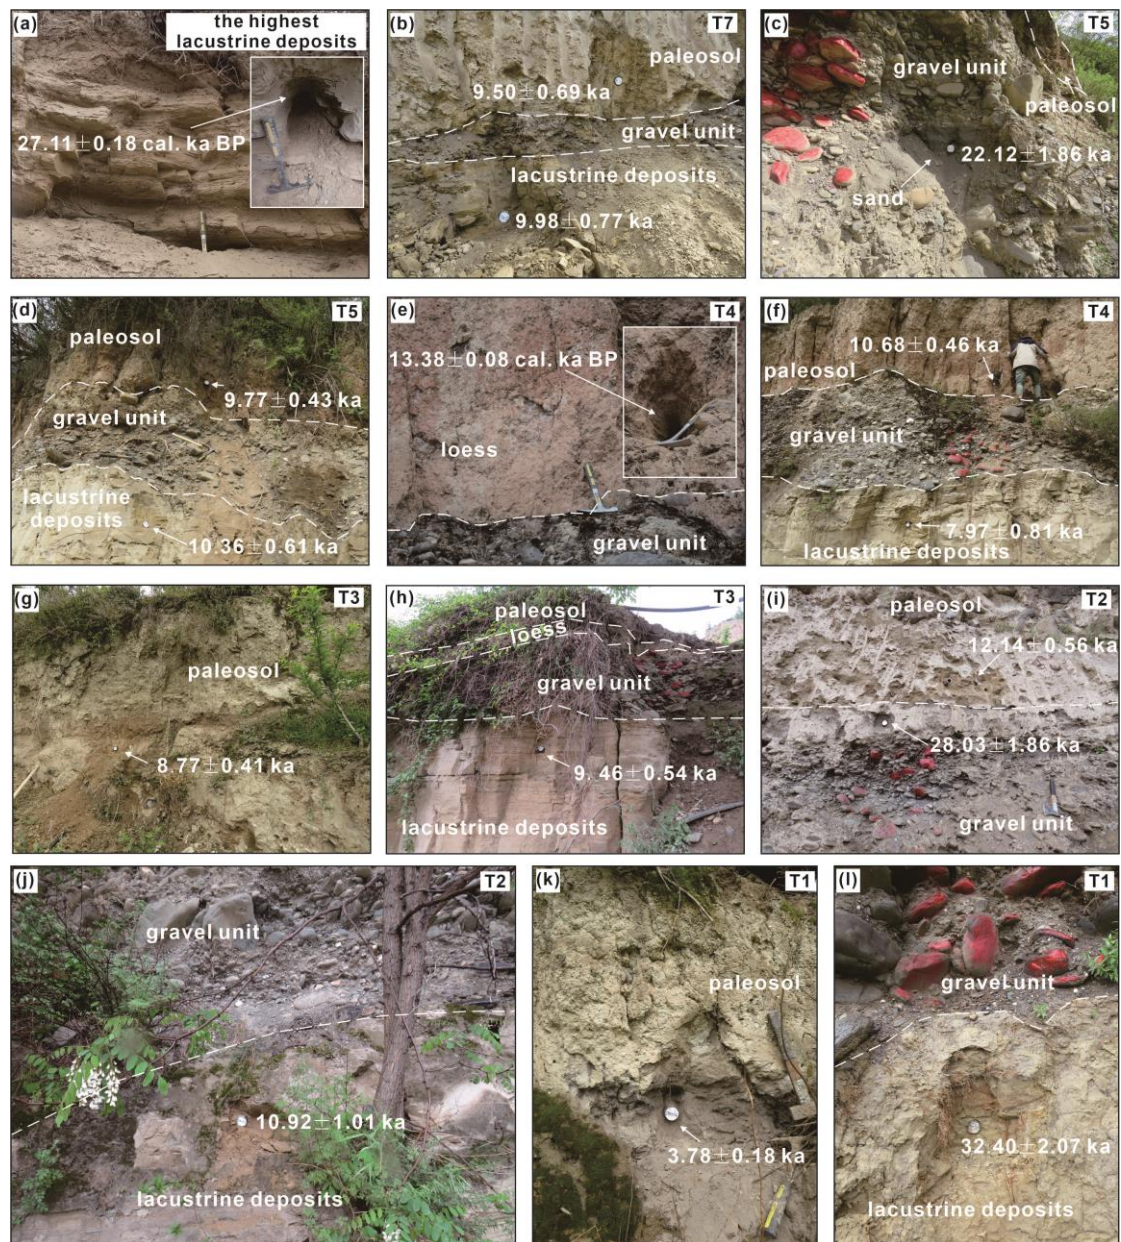 (a)
the highest
lacustrine deposits
27.11±0.18 cal. ka BP
(b)
T7
paleosol
9.50±0.69 ka
gravel unit
lacustrine deposits
9.98±0.77 ka
(c)
T5
gravel unit
paleosol
22.12±1.86 ka
sand
(d)
T5
paleosol
9.77±0.43 ka
gravel unit
lacustrine
deposits
10.36±0.61 ka
(e)
T4
13.38±0.08 cal. ka BP
loess
gravel unit
(f)
T4
10.68±0.46 ka
paleosol
gravel unit
7.97±0.81 ka
lacustrine deposits
(g)
T3
paleosol
8.77±0.41 ka
(h)
T3
paleosol
loess
gravel unit
9.46±0.54 ka
lacustrine deposits
(i)
T2
paleosol
12.14±0.56 ka
28.03±1.86 ka
gravel unit
(j)
T2
gravel unit
10.92±1.01 ka
lacustrine deposits
(k)
T1
paleosol
3.78±0.18 ka
(l)
T1
gravel unit
32.40±2.07 ka
lacustrine deposits